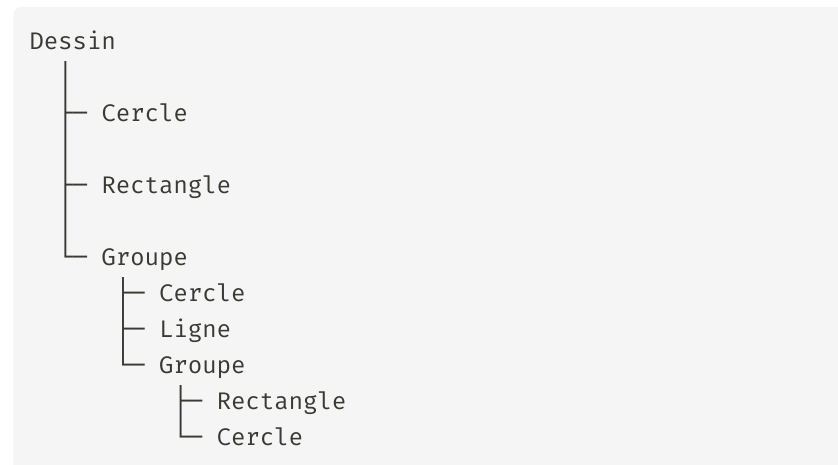 Dessin
Cercle
Rectangle
Groupe
Cercle
Ligne
Groupe
Rectangle
Cercle